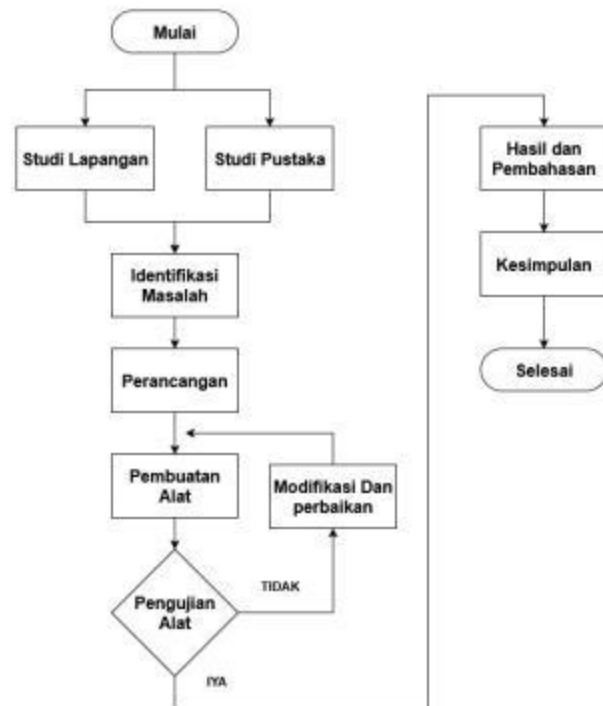 Mulai
Studi Lapangan
Studi Pustaka
Identifikasi
Masalah
Perancangan
Pembuatan
Alat
Modifikasi Dan
perbaikan
Pengujian
Alat
TIDAK
IYA
Hasil dan
Pembahasan
Kesimpulan
Selesai